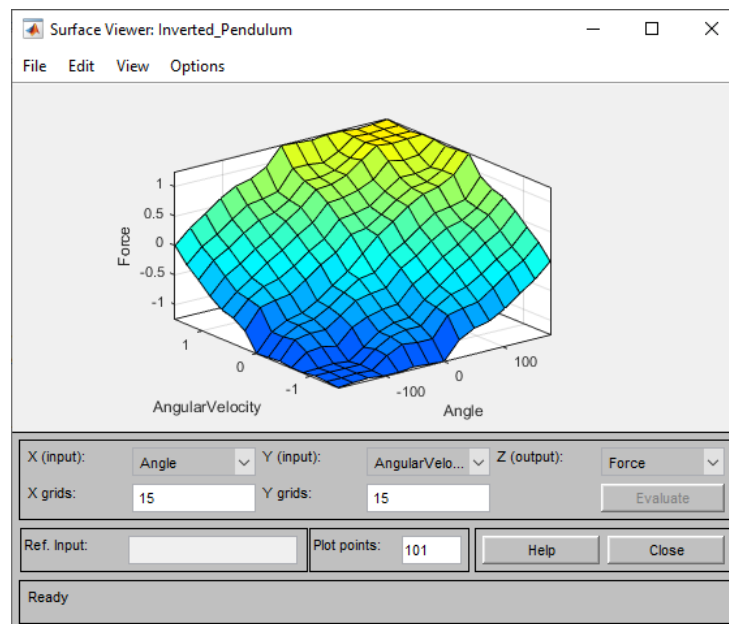 Surface Viewer: Inverted_Pendulum
File Edit View Options
1
0.5
0
-0.5
-1
Force
1
0
-1
AngularVelocity
-100
0
100
Angle
X (input): Angle Y (input): AngularVelo... Z (output): Force
X grids: 15 Y grids: 15 Evaluate
Ref. Input: Plot points: 101 Help Close
Ready